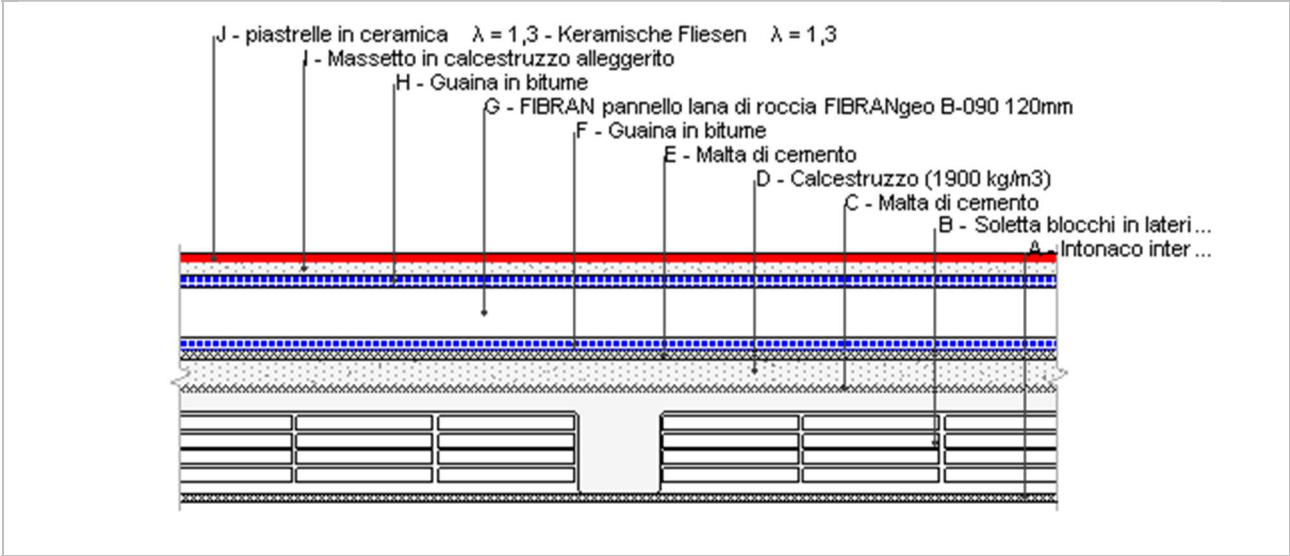 J - piastrelle in ceramica λ = 1,3 - Keramische Fliesen λ = 1,3
I - Massetto in calcestruzzo alleggerito
H - Guaina in bitume
G - FIBRAN pannello lana di roccia FIBRANgeo B-090 120mm
F - Guaina in bitume
E - Malta di cemento
D - Calcestruzzo (1900 kg/m3)
C - Malta di cemento
B - Soletta blocchi in lateri...
A - Intonaco inter...